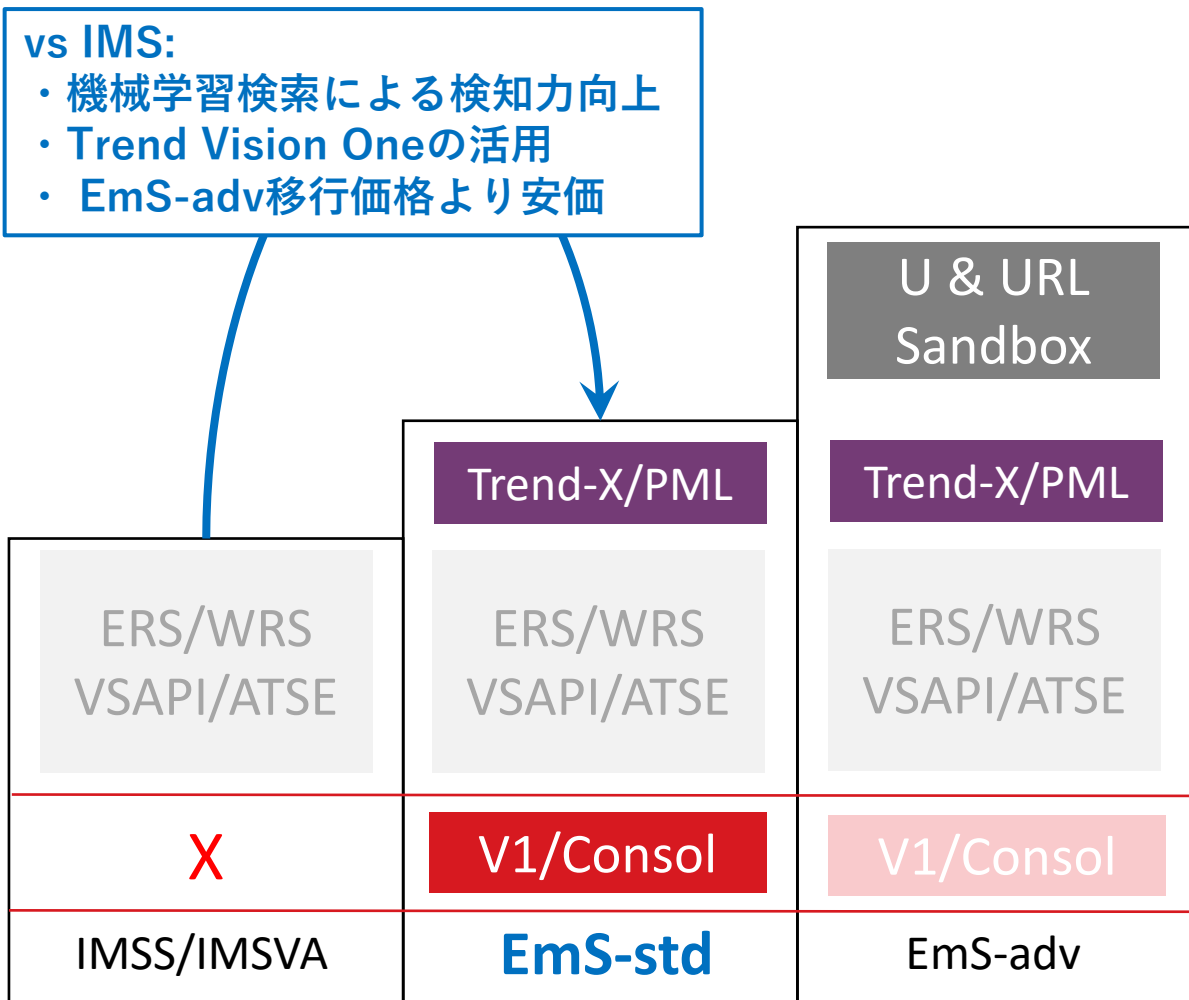 vs IMS:
・機械学習検索による検知力向上
・Trend Vision Oneの活用
・ EmS-adv移行価格より安価
U & URL
Sandbox
Trend-X/PML
Trend-X/PML
ERS/WRS
VSAPI/ATSE
ERS/WRS
VSAPI/ATSE
ERS/WRS
VSAPI/ATSE
X
V1/Consol
V1/Consol
IMSS/IMSVA
EmS-std
EmS-adv